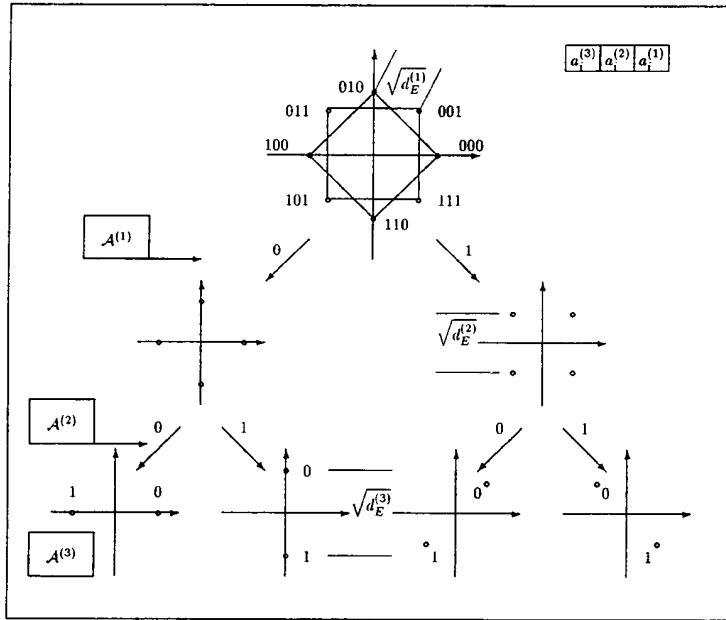 a_i^{(3)} a_i^{(2)} a_i^{(1)}
010 √d_E^{(1)}
011 001
100 000
101 111
110
A^{(1)} 0 1
√d_E^{(2)}
A^{(2)} 0 1 0 1
1 0 0 √d_E^{(3)} 0 0
A^{(3)} 1 1 1